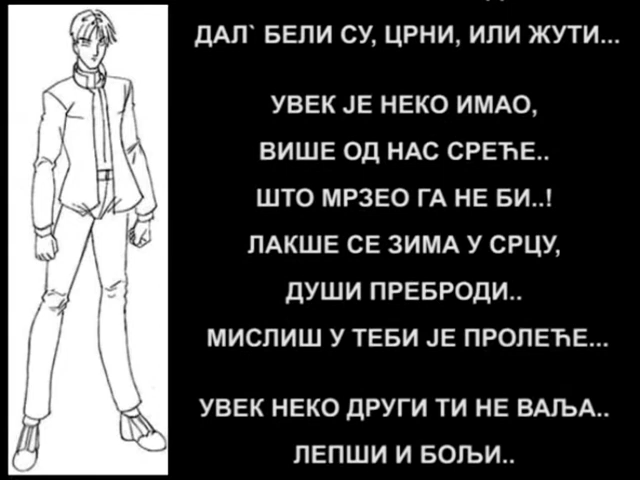 ДАЛ` БЕЛИ СУ, ЦРНИ, ИЛИ ЖУТИ...
УВЕК ЈЕ НЕКО ИМАО,
ВИШЕ ОД НАС СРЕЋЕ..
ШТО МРЗЕО ГА НЕ БИ..!
ЛАКШЕ СЕ ЗИМА У СРЦУ,
ДУШИ ПРЕБРОДИ..
МИСЛИШ У ТЕБИ ЈЕ ПРОЛЕЋЕ...
УВЕК НЕКО ДРУГИ ТИ НЕ ВАЉА..
ЛЕПШИ И БОЉИ..